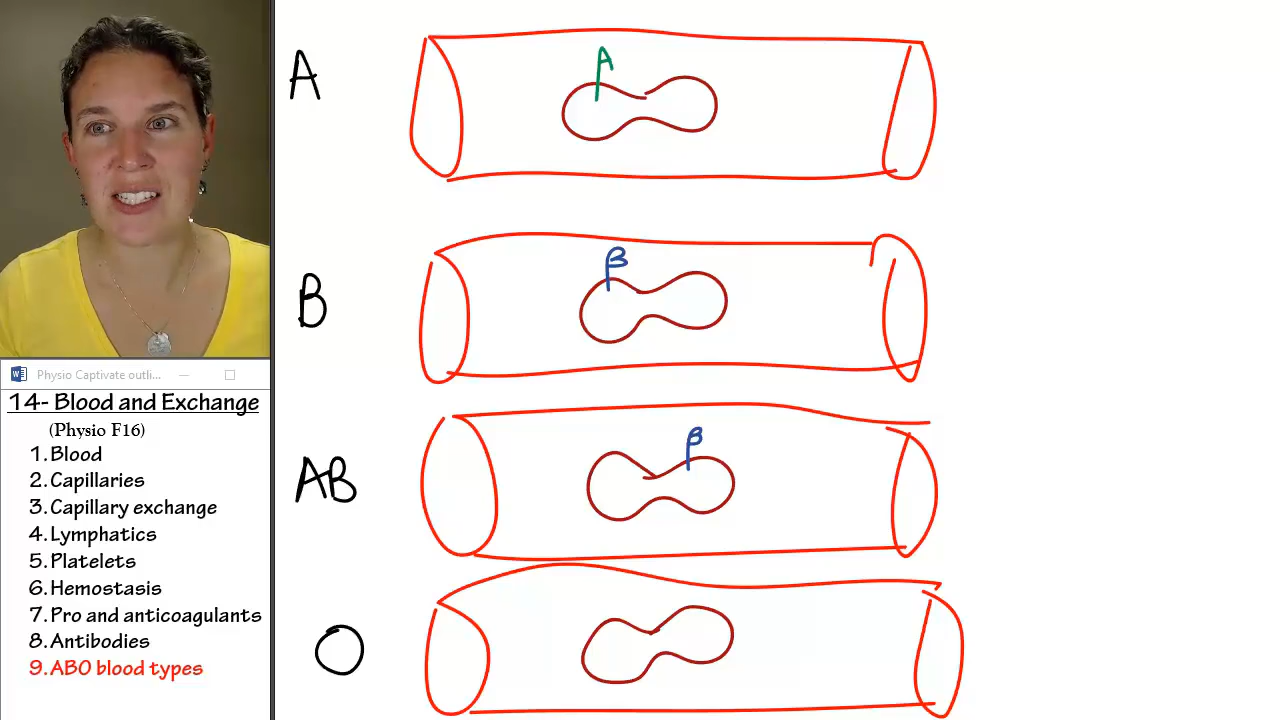 Physio Captivate outli...
14- Blood and Exchange
(Physio F16)
1. Blood
2. Capillaries
3. Capillary exchange
4. Lymphatics
5. Platelets
6. Hemostasis
7. Pro and anticoagulants
8. Antibodies
9. ABO blood types
A
A
B
β
AB
β
O